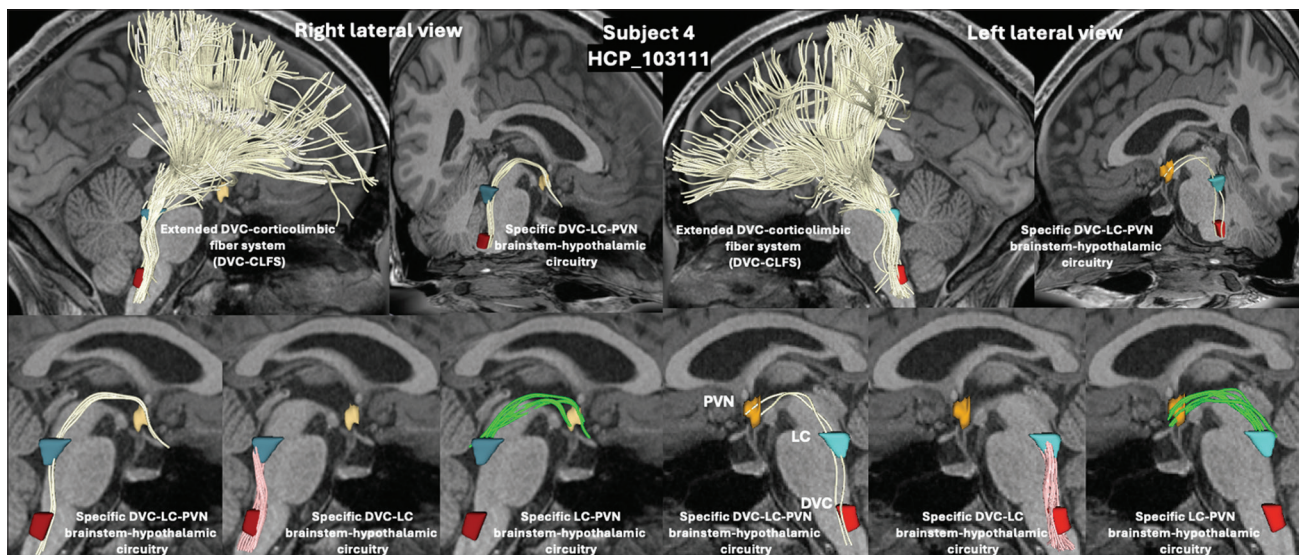 Right lateral view
Subject 4
HCP_103111
Left lateral view
Extended DVC-corticolimbic
fiber system
(DVC-CLFS)
Specific DVC-LC-PVN
brainstem-hypothalamic
circuitry
Extended DVC-corticolimbic
fiber system
(DVC-CLFS)
Specific DVC-LC-PVN
brainstem-hypothalamic
circuitry
Specific DVC-LC-PVN
brainstem-hypothalamic
circuitry
Specific DVC-LC
brainstem-hypothalamic
circuitry
Specific LC-PVN
brainstem-hypothalamic
circuitry
PVN
LC
DVC
Specific DVC-LC-PVN
brainstem-hypothalamic
circuitry
Specific DVC-LC
brainstem-hypothalamic
circuitry
Specific LC-PVN
brainstem-hypothalamic
circuitry